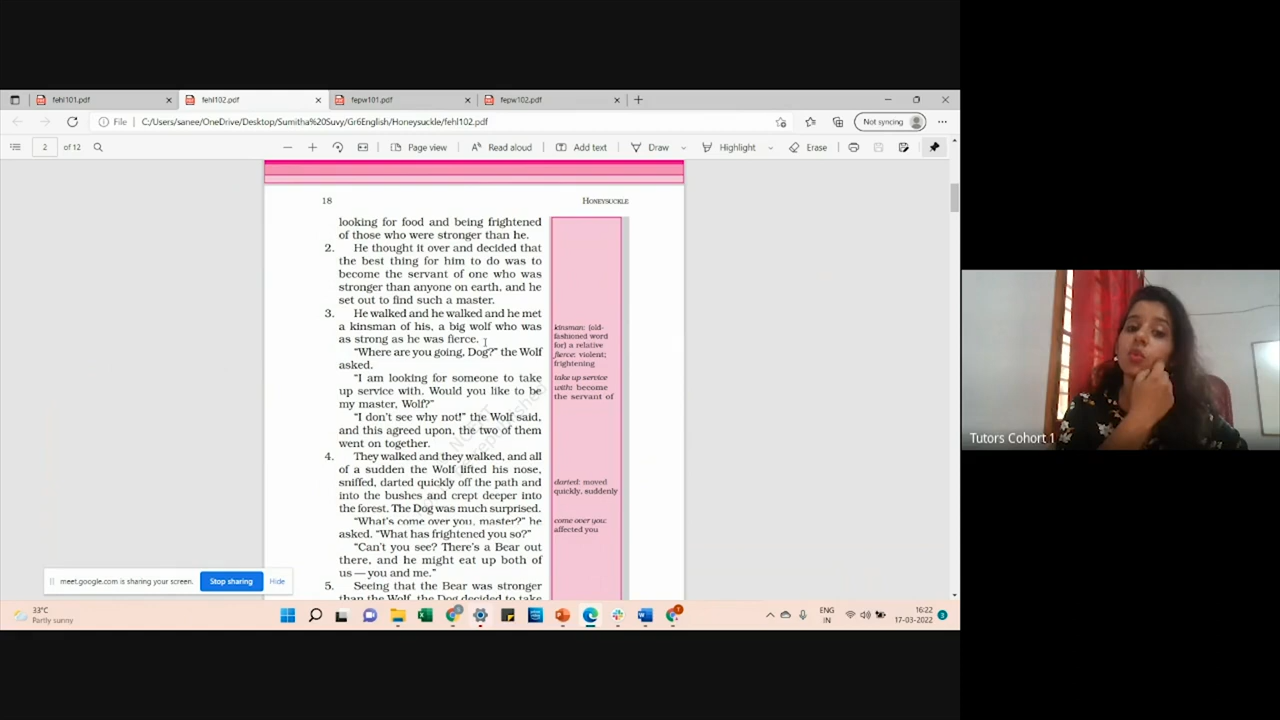 fehl101.pdf
fehl102.pdf
fepw101.pdf
fepw102.pdf
File
C:/Users/sanee/OneDrive/Desktop/Sumitha%20Suvy/Gr6English/Honeysuckle/fehl102.pdf
Not syncing
2 of 12
Page view
Read aloud
Add text
Draw
Highlight
Erase
18
HONEYSUCKLE
looking for food and being frightened
of those who were stronger than he.
2. He thought it over and decided that
the best thing for him to do was to
become the servant of one who was
stronger than anyone on earth, and he
set out to find such a master.
3. He walked and he walked and he met
a kinsman of his, a big wolf who was
as strong as he was fierce.
“Where are you going, Dog?” the Wolf
asked.
“I am looking for someone to take
up service with. Would you like to be
my master, Wolf?”
“I don't see why not!” the Wolf said,
and this agreed upon, the two of them
went on together.
4. They walked and they walked, and all
of a sudden the Wolf lifted his nose,
sniffed, darted quickly off the path and
into the bushes and crept deeper into
the forest. The Dog was much surprised.
“What's come over you, master?” he
asked. “What has frightened you so?”
“Can't you see? There's a Bear out
there, and he might eat up both of
us — you and me.”
5. Seeing that the Bear was stronger
than the Wolf, the Dog decided to take
kinsman: (old-
fashioned word
for) a relative
fierce: violent;
frightening
take up service
with: become
the servant of
darted: moved
quickly, suddenly
come over you:
affected you
meet.google.com is sharing your screen.
Stop sharing
Hide
33°C
Partly sunny
ENG
IN
16:22
17-03-2022
3
Tutors Cohort 1